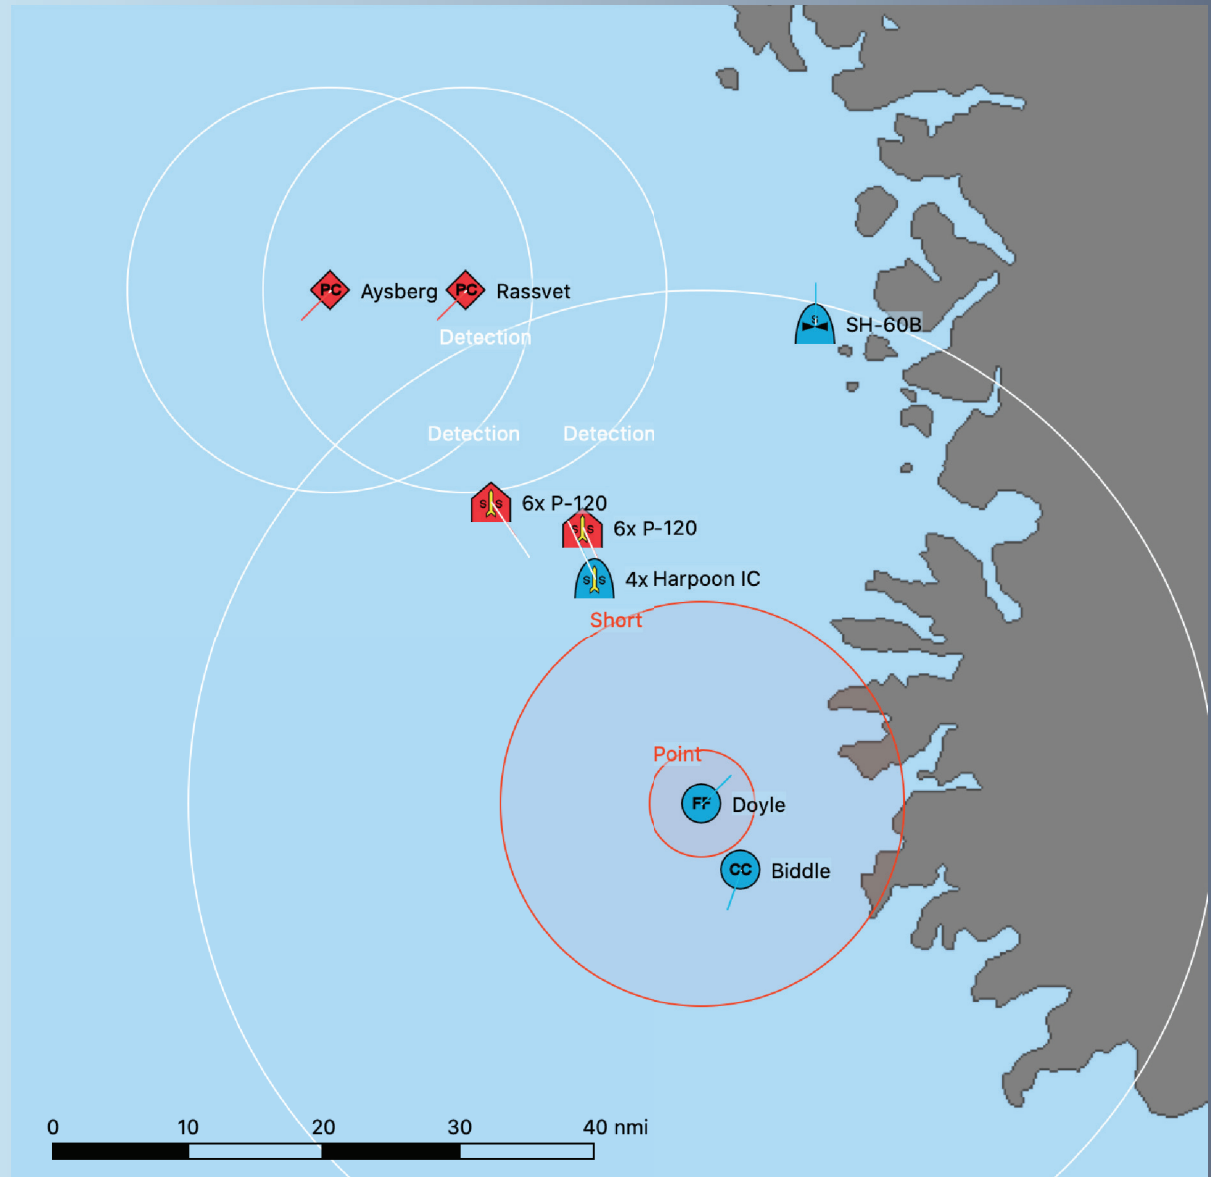 PC Aysberg
PC Rassvet
Detection
S
SH-60B
Detection
Detection
S S 6x P-120
S S 6x P-120
S S 4x Harpoon IC
Short
Point
FF Doyle
CC Biddle
0 10 20 30 40 nmi